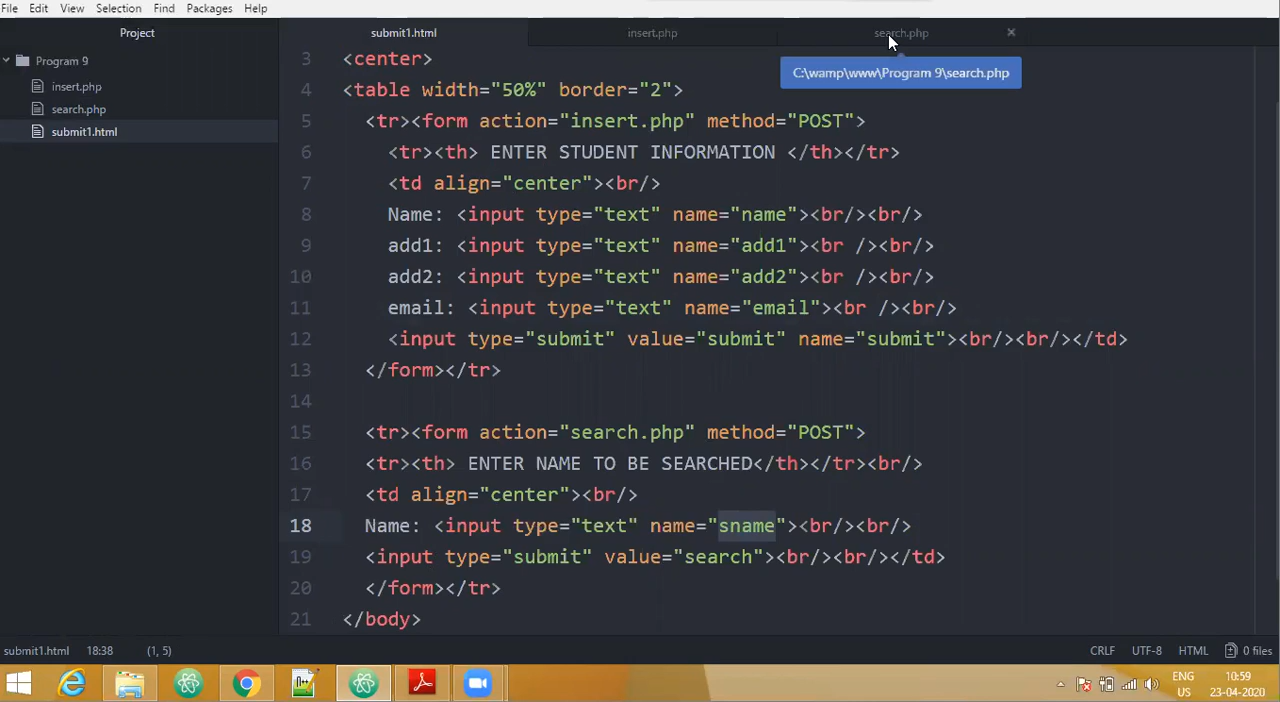 File Edit View Selection Find Packages Help
Project submit1.html insert.php search.php
C:\wamp\www\Program 9\search.php
Program 9
insert.php
search.php
submit1.html
3 <center>
4 <table width="50%" border="2">
5 <tr><form action="insert.php" method="POST">
6 <tr><th> ENTER STUDENT INFORMATION </th></tr>
7 <td align="center"><br/>
8 Name: <input type="text" name="name"><br/><br/>
9 add1: <input type="text" name="add1"><br /><br/>
10 add2: <input type="text" name="add2"><br /><br/>
11 email: <input type="text" name="email"><br /><br/>
12 <input type="submit" value="submit" name="submit"><br/><br/></td>
13 </form></tr>
14
15 <tr><form action="search.php" method="POST">
16 <tr><th> ENTER NAME TO BE SEARCHED</th></tr><br/>
17 <td align="center"><br/>
18 Name: <input type="text" name="sname"><br/><br/>
19 <input type="submit" value="search"><br/><br/></td>
20 </form></tr>
21 </body>
submit1.html 18:38 (1, 5) CRLF UTF-8 HTML 0 files
ENG 10:59
US 23-04-2020